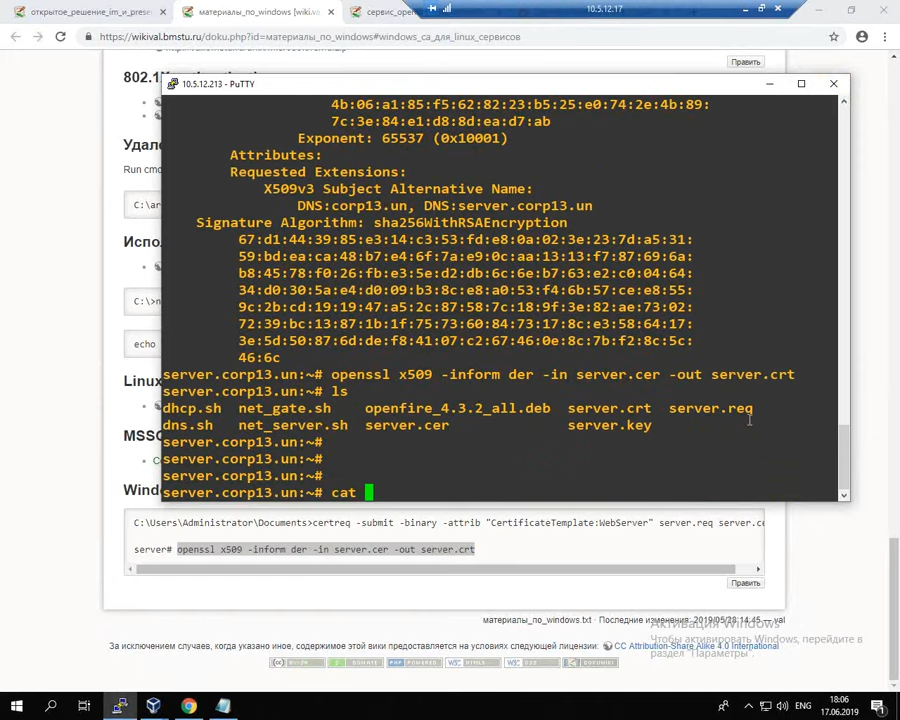 открытое_решение_im_и_presen
материалы_по_windows [wiki.va
сервис_open
10.5.12.17
https://wikival.bmstu.ru/doku.php?id=материалы_по_windows#windows_ca_для_linux_сервисов
Править
802.1
10.5.12.213 - PuTTY
4b:06:a1:85:f5:62:82:23:b5:25:e0:74:2e:4b:89:
7c:3e:84:e1:d8:8d:ea:d7:ab
Exponent: 65537 (0x10001)
Attributes:
Requested Extensions:
X509v3 Subject Alternative Name:
DNS:corp13.un, DNS:server.corp13.un
Signature Algorithm: sha256WithRSAEncryption
67:d1:44:39:85:e3:14:c3:53:fd:e8:0a:02:3e:23:7d:a5:31:
59:bd:ea:ca:48:b7:e4:6f:7a:e9:0c:aa:13:13:f7:87:69:6a:
b8:45:78:f0:26:fb:e3:5e:d2:db:6c:6e:b7:63:e2:c0:04:64:
34:d0:30:5a:e4:d0:09:b3:8c:e8:a0:53:f4:6b:57:ce:e8:55:
9c:2b:cd:19:19:47:a5:2c:87:58:7c:18:9f:3e:82:ae:73:02:
72:39:bc:13:87:1b:1f:75:73:60:84:73:17:8c:e3:58:64:17:
3e:5d:50:87:6d:de:f8:41:07:c2:67:46:0e:8c:7b:f2:8c:5c:
46:6c
server.corp13.un:~# openssl x509 -inform der -in server.cer -out server.crt
server.corp13.un:~# ls
dhcp.sh net_gate.sh openfire_4.3.2_all.deb server.crt server.req
dns.sh net_server.sh server.cer server.key
server.corp13.un:~#
server.corp13.un:~#
server.corp13.un:~#
server.corp13.un:~# cat
Удале
Run cmd
C:\ar
Испо
C:\>n
echo
Linux
MSSC
Wind
C:\Users\Administrator\Documents>certreq -submit -binary -attrib "CertificateTemplate:WebServer" server.req server.ce
server# openssl x509 -inform der -in server.cer -out server.crt
Править
материалы_по_windows.txt · Последние изменения: 2019/05/28 14:45 — val
Активация Windows
Чтобы активировать Windows, перейдите в раздел "Параметры".
За исключением случаев, когда указано иное, содержимое этой вики предоставляется на условиях следующей лицензии: CC Attribution-Share Alike 4.0 International
ENG
18:06
17.06.2019
1